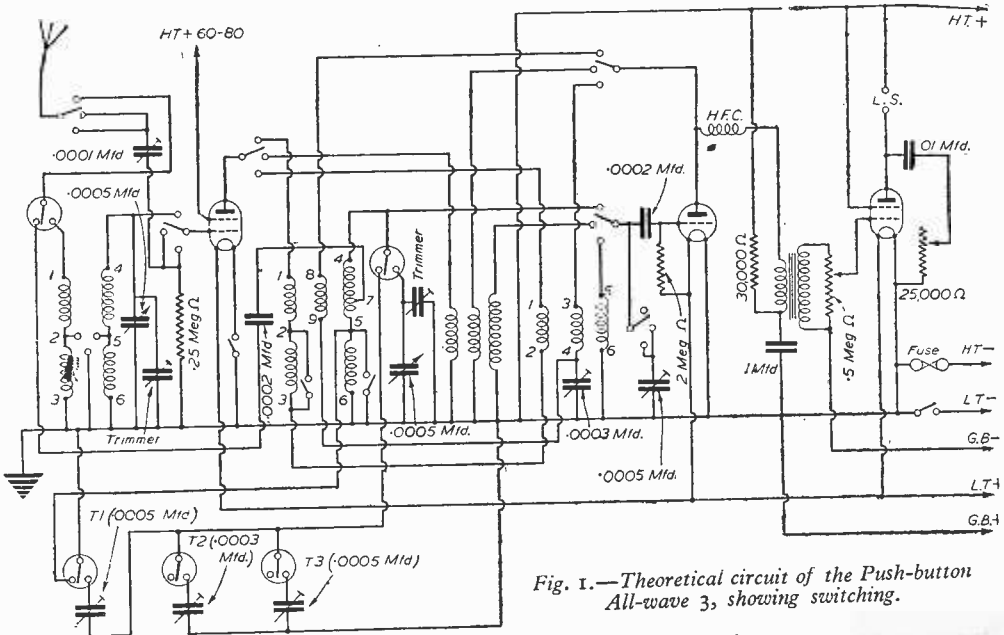 HT+ 60-80
HT.+
L.S.
H.F.C.
.01 Mfd.
.0001 Mfd
.0005 Mfd
.0002 Mfd.
Trimmer
1
4
2
5
3
6
.25 Meg Ω
Trimmer
.0002 Mfd
1
8
4
7
2
9
5
3
6
.0005 Mfd.
1
2
3
4
5
6
.0003 Mfd.
.0005 Mfd.
2 Meg Ω
30,000 Ω
1 Mfd
.5 Meg Ω
25,000 Ω
Fuse
HT-
LT-
G.B-
L.T+
G.B.+
T1 (.0005 Mfd)
T2 (.0003 Mfd.)
T3 (.0005 Mfd)
Fig. 1.—Theoretical circuit of the Push-button
All-wave 3, showing switching.